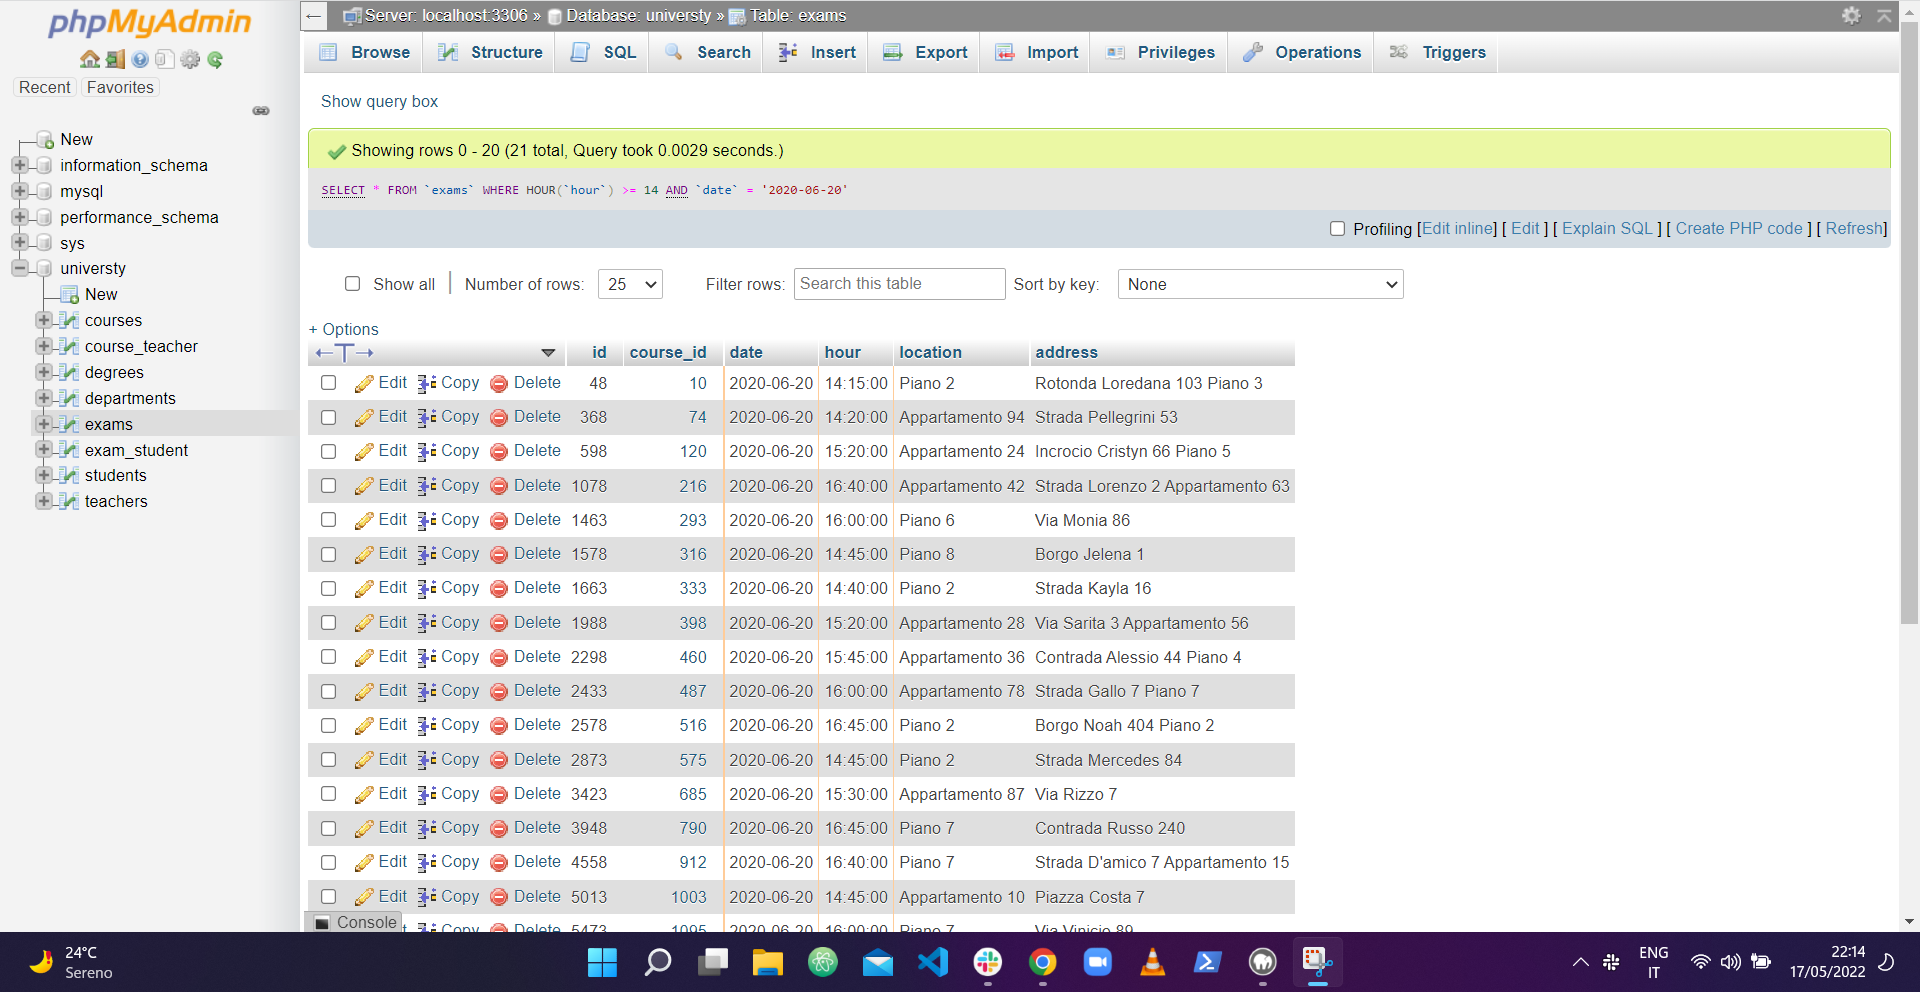 phpMyAdmin
Recent Favorites
New
information_schema
mysql
performance_schema
sys
universty
New
courses
course_teacher
degrees
departments
exams
exam_student
students
teachers
Server: localhost:3306 » Database: universty » Table: exams
Browse Structure SQL Search Insert Export Import Privileges Operations Triggers
Show query box
Showing rows 0 - 20 (21 total, Query took 0.0029 seconds.)
SELECT * FROM `exams` WHERE HOUR(`hour`) >= 14 AND `date` = '2020-06-20'
Profiling [Edit inline] [ Edit ] [ Explain SQL ] [ Create PHP code ] [ Refresh]
Show all | Number of rows: 25 Filter rows: Search this table Sort by key: None
+ Options
←T→ id course_id date hour location address
Edit Copy Delete 48 10 2020-06-20 14:15:00 Piano 2 Rotonda Loredana 103 Piano 3
Edit Copy Delete 368 74 2020-06-20 14:20:00 Appartamento 94 Strada Pellegrini 53
Edit Copy Delete 598 120 2020-06-20 15:20:00 Appartamento 24 Incrocio Cristyn 66 Piano 5
Edit Copy Delete 1078 216 2020-06-20 16:40:00 Appartamento 42 Strada Lorenzo 2 Appartamento 63
Edit Copy Delete 1463 293 2020-06-20 16:00:00 Piano 6 Via Monia 86
Edit Copy Delete 1578 316 2020-06-20 14:45:00 Piano 8 Borgo Jelena 1
Edit Copy Delete 1663 333 2020-06-20 14:40:00 Piano 2 Strada Kayla 16
Edit Copy Delete 1988 398 2020-06-20 15:20:00 Appartamento 28 Via Sarita 3 Appartamento 56
Edit Copy Delete 2298 460 2020-06-20 15:45:00 Appartamento 36 Contrada Alessio 44 Piano 4
Edit Copy Delete 2433 487 2020-06-20 16:00:00 Appartamento 78 Strada Gallo 7 Piano 7
Edit Copy Delete 2578 516 2020-06-20 16:45:00 Piano 2 Borgo Noah 404 Piano 2
Edit Copy Delete 2873 575 2020-06-20 14:45:00 Piano 2 Strada Mercedes 84
Edit Copy Delete 3423 685 2020-06-20 15:30:00 Appartamento 87 Via Rizzo 7
Edit Copy Delete 3948 790 2020-06-20 16:45:00 Piano 7 Contrada Russo 240
Edit Copy Delete 4558 912 2020-06-20 16:40:00 Piano 7 Strada D'amico 7 Appartamento 15
Edit Copy Delete 5013 1003 2020-06-20 14:45:00 Appartamento 10 Piazza Costa 7
Copy Delete 5473 1095 2020-06-20 16:00:00 Piano 7 Via Vinicio 89
Console
24°C
Sereno
ENG
IT
22:14
17/05/2022